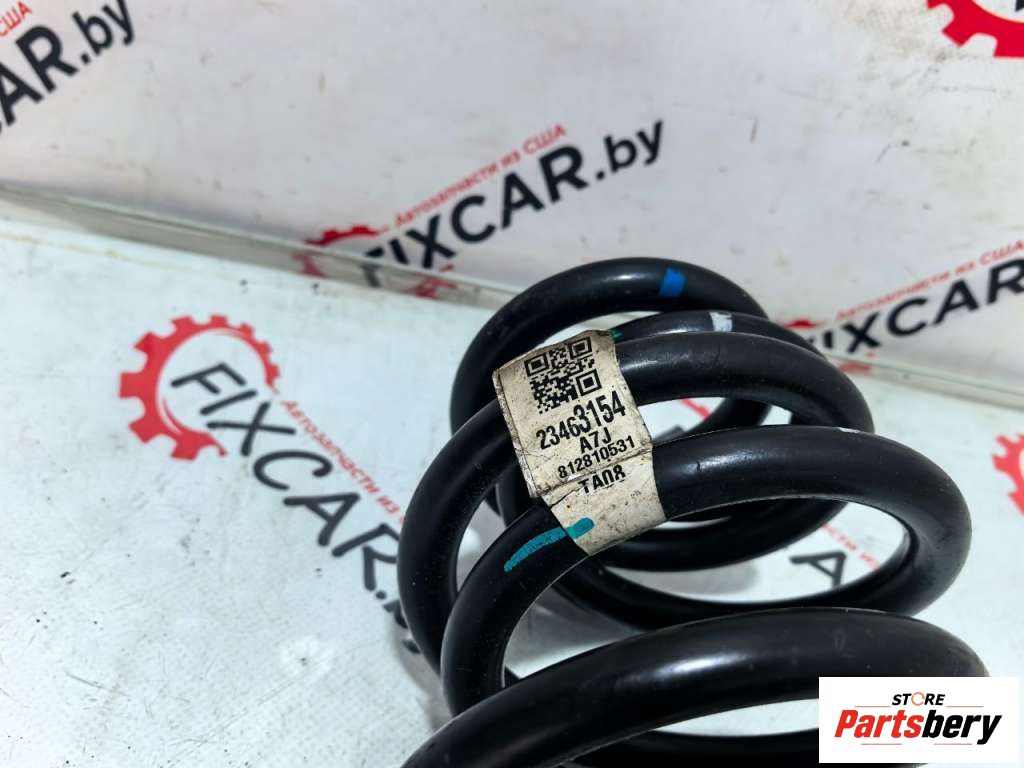 США
CAR.by
Автозапчасти из США
FIXCAR.by
Автозапчасти из США
FIXCAR
Автозапчасти из
FIXCAR.by
23463154
A7J
812810531
TA08
STORE
Partsbery